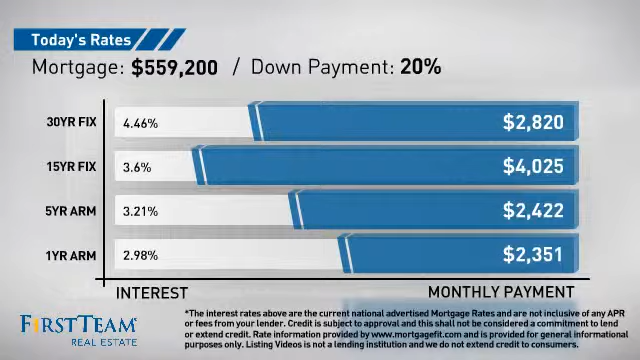 Today's Rates
Mortgage: $559,200 / Down Payment: 20%
30YR FIX 4.46% $2,820
15YR FIX 3.6% $4,025
5YR ARM 3.21% $2,422
1YR ARM 2.98% $2,351
INTEREST MONTHLY PAYMENT
FIRSTTEAM®
REAL ESTATE
*The interest rates above are the current national advertised Mortgage Rates and are not inclusive of any APR
or fees from your lender. Credit is subject to approval and this shall not be considered a commitment to lend
or extend credit. Rate information provided by www.mortgagefit.com and is provided for general informational
purposes only. Listing Videos is not a lending institution and we do not extend credit to consumers.